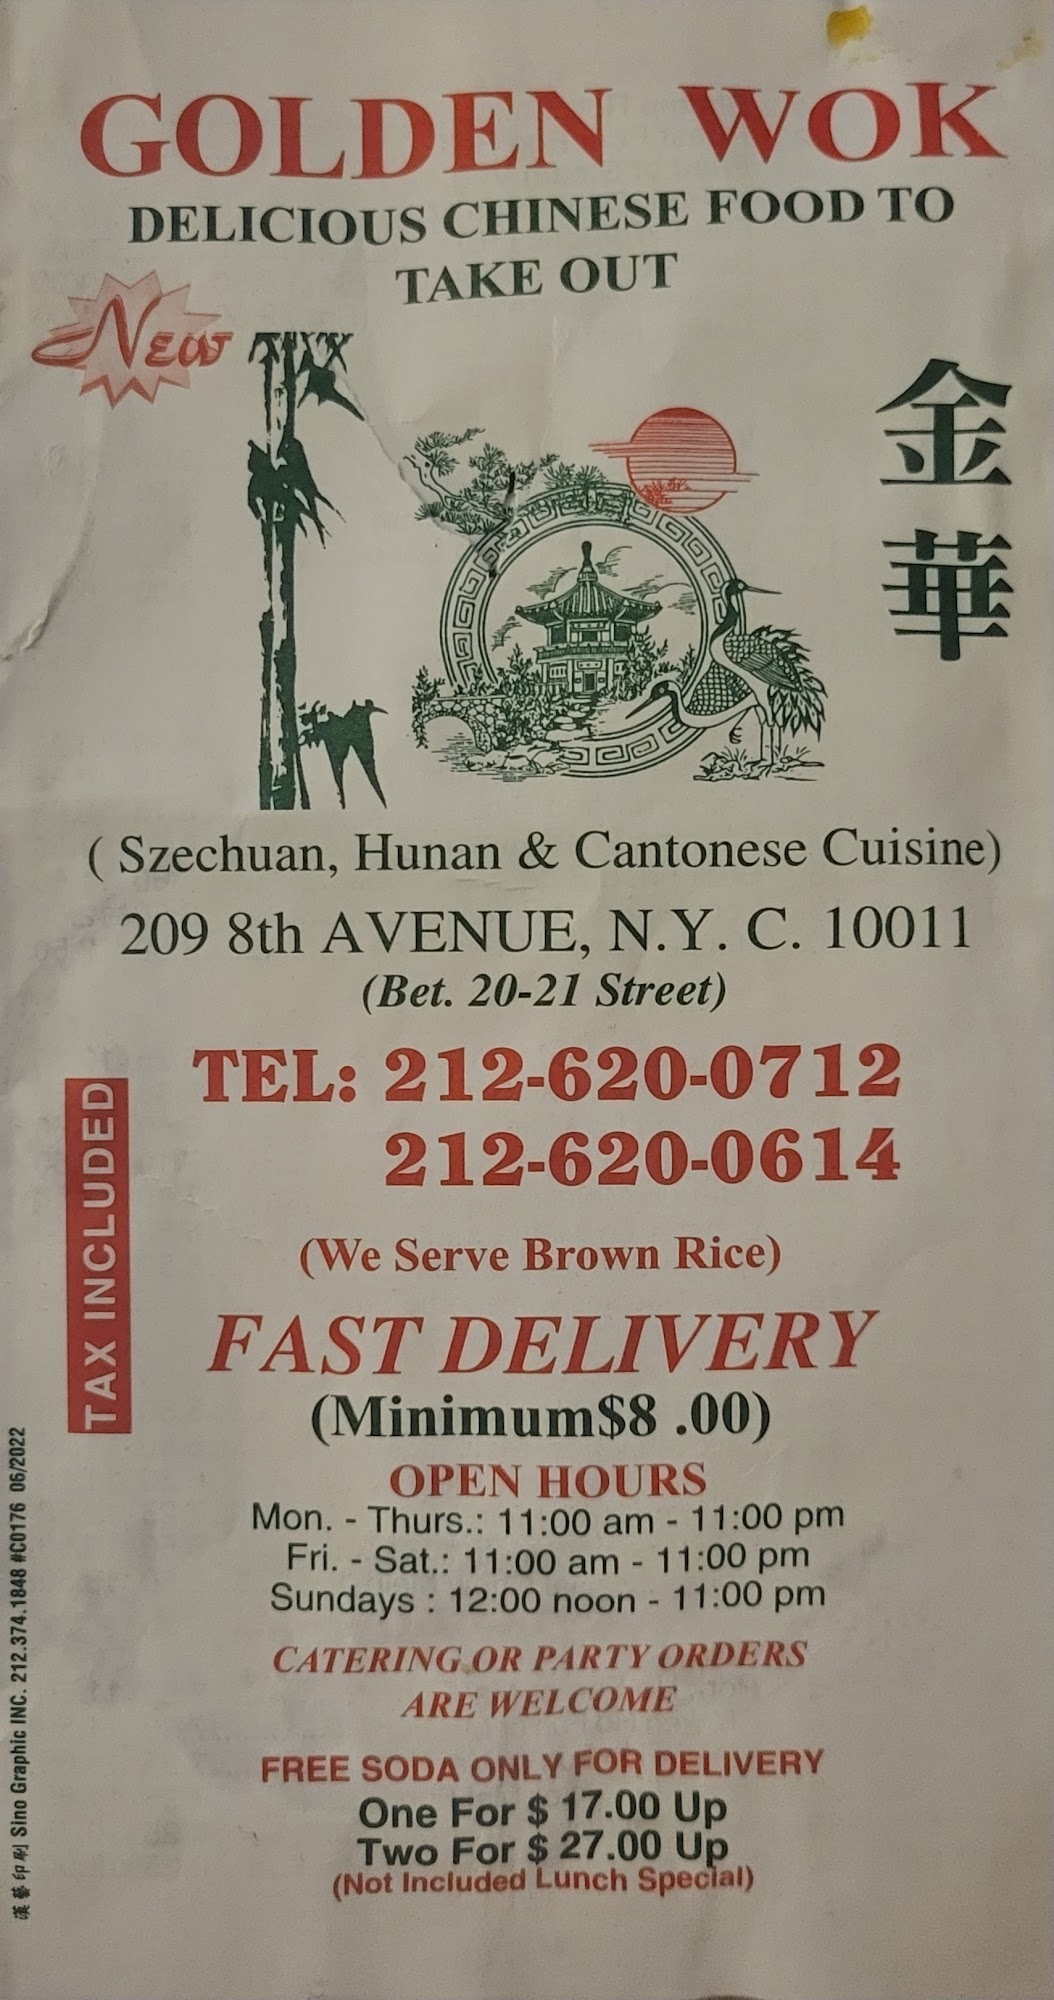 GOLDEN WOK
DELICIOUS CHINESE FOOD TO
TAKE OUT
New
金
華
( Szechuan, Hunan & Cantonese Cuisine)
209 8th AVENUE, N.Y. C. 10011
(Bet. 20-21 Street)
TEL: 212-620-0712
212-620-0614
TAX INCLUDED
(We Serve Brown Rice)
FAST DELIVERY
(Minimum$8 .00)
OPEN HOURS
Mon. - Thurs.: 11:00 am - 11:00 pm
Fri. - Sat.: 11:00 am - 11:00 pm
Sundays : 12:00 noon - 11:00 pm
CATERING OR PARTY ORDERS
ARE WELCOME
FREE SODA ONLY FOR DELIVERY
One For $ 17.00 Up
Two For $ 27.00 Up
(Not Included Lunch Special)
漢藝印刷 Sino Graphic INC. 212.374.1848 #C0176 06/2022